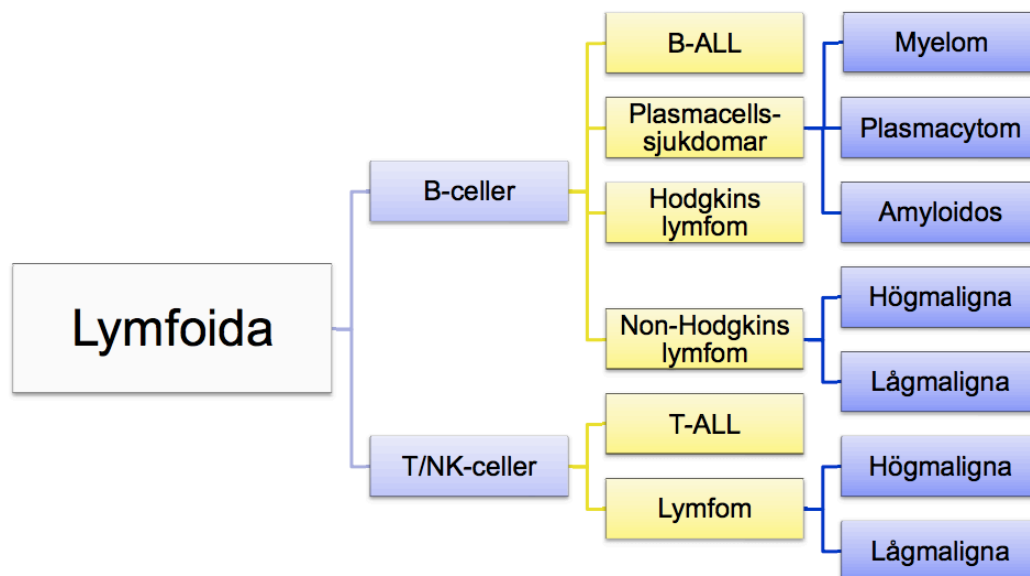 Lymfoida
B-celler
T/NK-celler
B-ALL
Plasmacells-
sjukdomar
Hodgkins
lymfom
Non-Hodgkins
lymfom
T-ALL
Lymfom
Myelom
Plasmacytom
Amyloidos
Högmaligna
Lågmaligna
Högmaligna
Lågmaligna